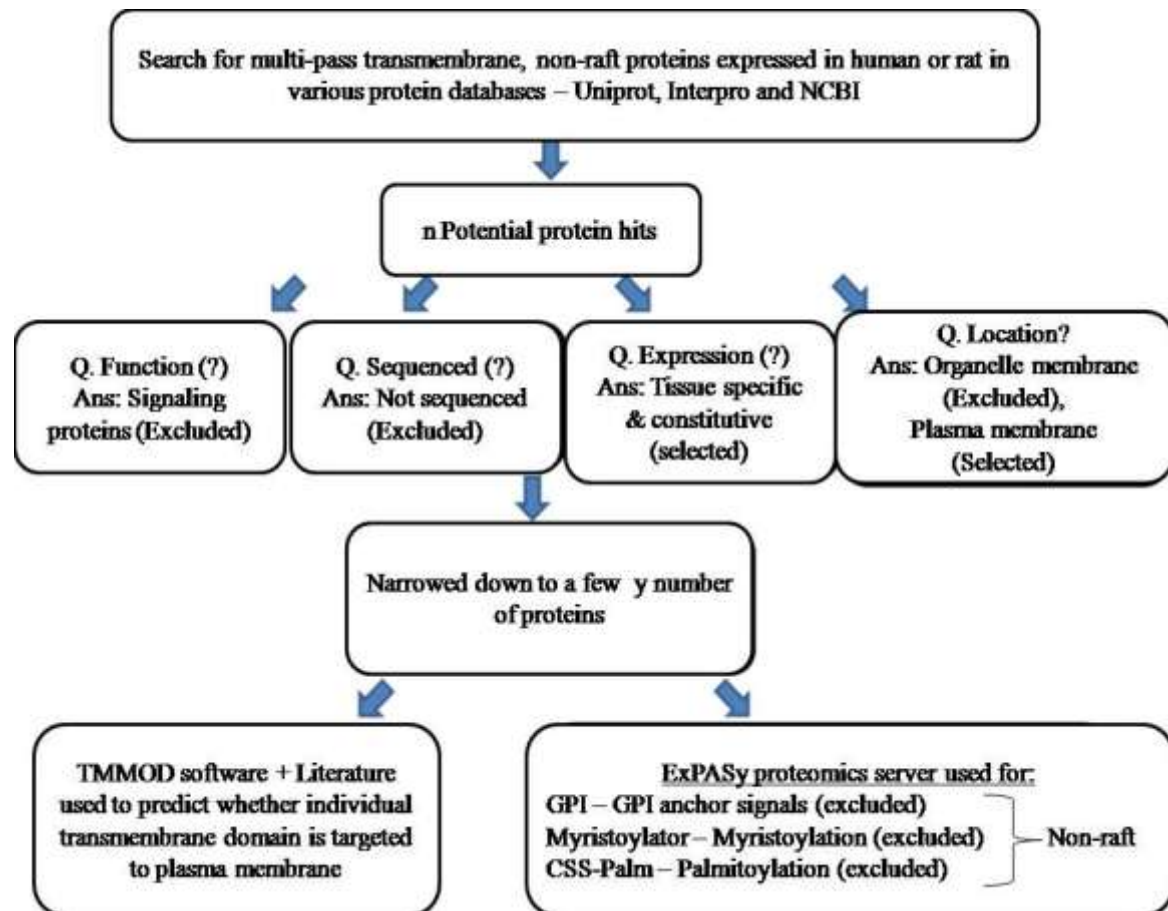 Search for multi-pass transmembrane, non-raft proteins expressed in human or rat in
various protein databases – Uniprot, Interpro and NCBI
n Potential protein hits
Q. Function (?)
Ans: Signaling
proteins (Excluded)
Q. Sequenced (?)
Ans: Not sequenced
(Excluded)
Q. Expression (?)
Ans: Tissue specific
& constitutive
(selected)
Q. Location?
Ans: Organelle membrane
(Excluded),
Plasma membrane
(Selected)
Narrowed down to a few y number
of proteins
TMMOD software + Literature
used to predict whether individual
transmembrane domain is targeted
to plasma membrane
ExPASy proteomics server used for:
GPI – GPI anchor signals (excluded)
Myristoylator – Myristoylation (excluded)
CSS-Palm – Palmitoylation (excluded)
Non-raft